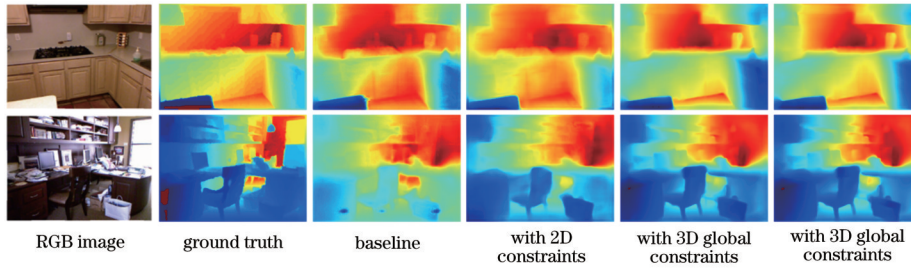 RGB image
ground truth
baseline
with 2D
constraints
with 3D global
constraints
with 3D global
constraints